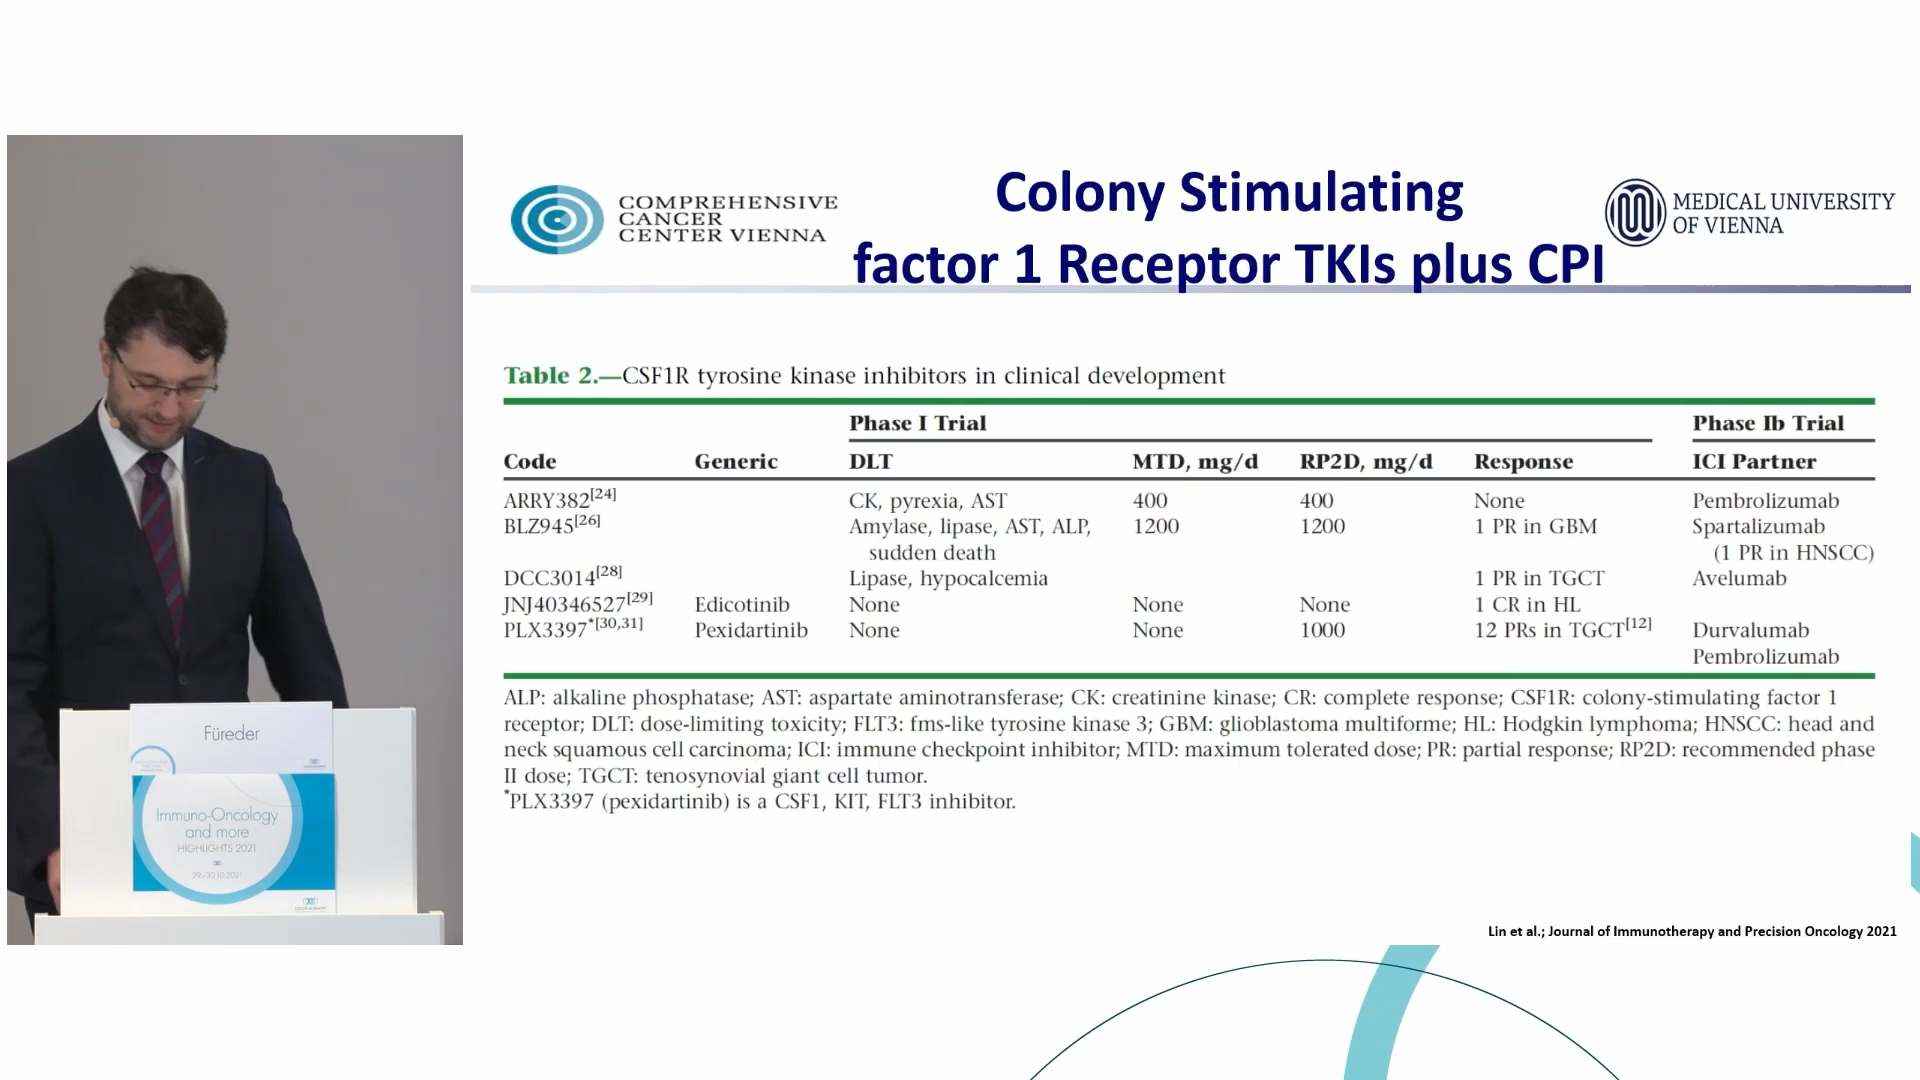 COMPREHENSIVE
CANCER
CENTER VIENNA
Colony Stimulating
factor 1 Receptor TKIs plus CPI
MEDICAL UNIVERSITY
OF VIENNA
Table 2.—CSF1R tyrosine kinase inhibitors in clinical development
Phase I Trial Phase Ib Trial
Code Generic DLT MTD, mg/d RP2D, mg/d Response ICI Partner
ARRY382[24] CK, pyrexia, AST 400 400 None Pembrolizumab
BLZ945[26] Amylase, lipase, AST, ALP, 1200 1200 1 PR in GBM Spartalizumab
sudden death (1 PR in HNSCC)
DCC3014[28] Lipase, hypocalcemia 1 PR in TGCT Avelumab
JNJ40346527[29] Edicotinib None None None 1 CR in HL
PLX3397*[30,31] Pexidartinib None None 1000 12 PRs in TGCT[12] Durvalumab
Pembrolizumab
ALP: alkaline phosphatase; AST: aspartate aminotransferase; CK: creatinine kinase; CR: complete response; CSF1R: colony-stimulating factor 1
receptor; DLT: dose-limiting toxicity; FLT3: fms-like tyrosine kinase 3; GBM: glioblastoma multiforme; HL: Hodgkin lymphoma; HNSCC: head and
neck squamous cell carcinoma; ICI: immune checkpoint inhibitor; MTD: maximum tolerated dose; PR: partial response; RP2D: recommended phase
II dose; TGCT: tenosynovial giant cell tumor.
*PLX3397 (pexidartinib) is a CSF1, KIT, FLT3 inhibitor.
Lin et al.; Journal of Immunotherapy and Precision Oncology 2021
Füreder
Immuno-Oncology
and more
HIGHLIGHTS 2021
29.–30.10.2021